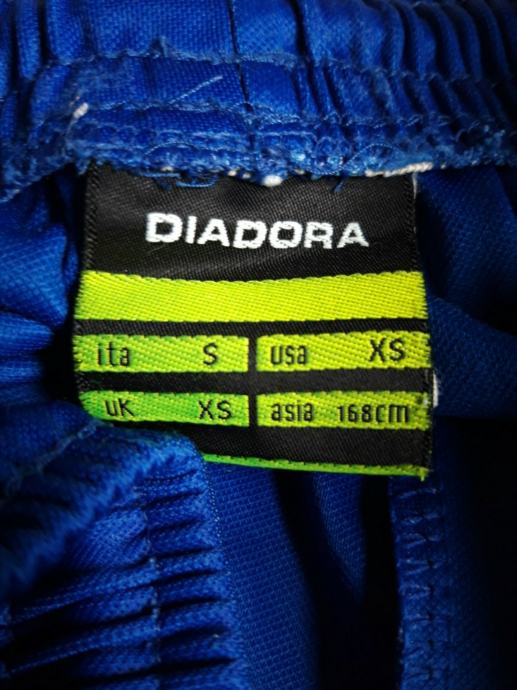 DIADORA
ita S usa XS
uk XS asia 168cm